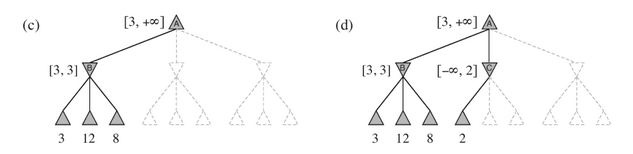 (c)
[3, +∞] A
[3, 3] B
3 12 8
(d)
[3, +∞] A
[3, 3] B [−∞, 2] C
3 12 8 2